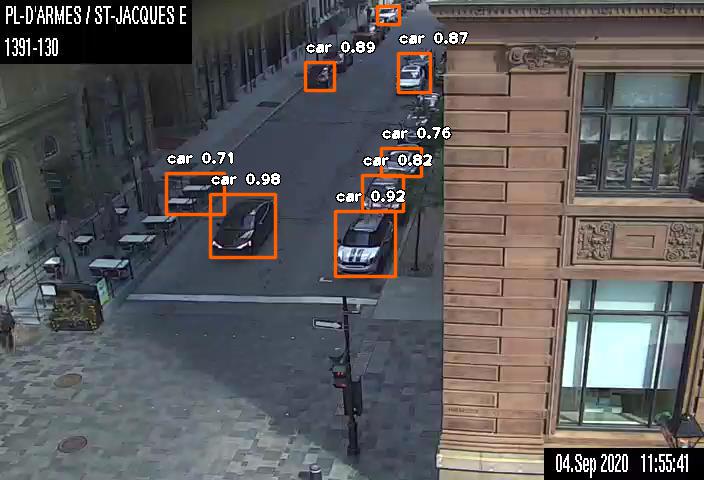 PL-D'ARMES / ST-JACQUES E
1391-130
car 0.89
car 0.87
car 0.76
car 0.71
car 0.82
car 0.98
car 0.92
04.Sep 2020 11:55:41